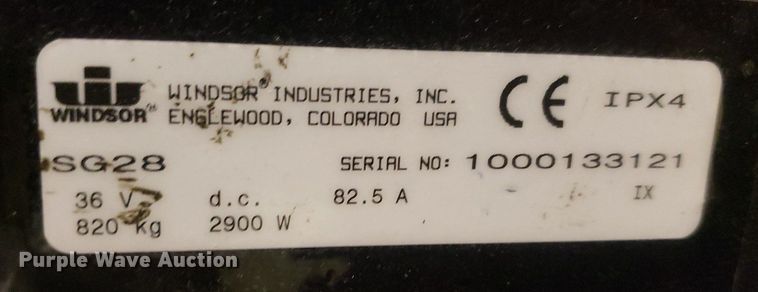 WINDSOR® INDUSTRIES, INC. CE IPX4
WINDSOR™ ENGLEWOOD, COLORADO USA
SG28 SERIAL NO: 1000133121
36 V d.c. 82.5 A IX
820 kg 2900 W
Purple Wave Auction